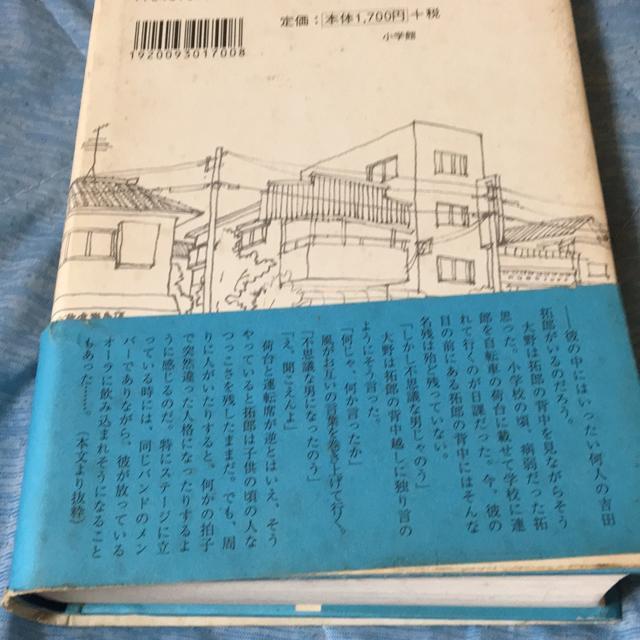 定価：本体1,700円＋税
1920093017008
小学館
――彼の中にはいったい何人の吉田
拓郎がいるのだろう。
大野は拓郎の背中を見ながらそう
思った。小学校の頃、病弱だった拓
郎を自転車の荷台に載せて学校に連
れて行くのが日課だった。今、彼の
目の前にある拓郎の背中にはそんな
名残は殆ど残っていない。
「しかし不思議な男じゃのう」
大野は拓郎の背中越しに独り言の
ようにそう言った。
「何じゃ、何か言ったか」
風がお互いの言葉を巻き上げて行く。
「不思議な男になったのう」
「え、聞こえんよ」
荷台と運転席が逆とはいえ、そう
やっていると拓郎は子供の頃の人な
つっこさを残したままだ。でも、周
りに人がいたりすると、何かの拍子
で突然違った人格になったりするよ
うに感じるのだ。特にステージに立
っている時には、同じバンドのメン
バーでありながら、彼が放っている
オーラに飲み込まれそうになること
もあった……。（本文より抜粋）